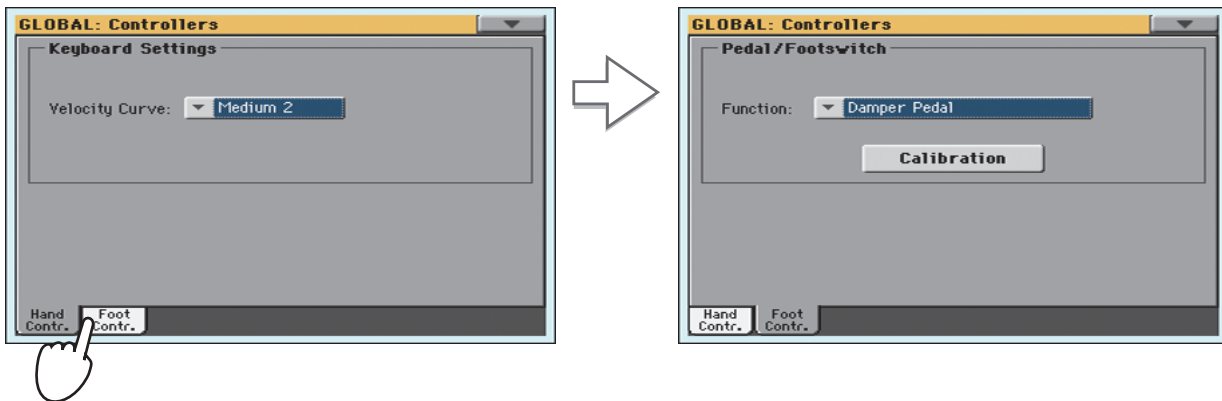 GLOBAL: Controllers
Keyboard Settings
Velocity Curve: Medium 2
Hand Contr.
Foot Contr.
GLOBAL: Controllers
Pedal/Footswitch
Function: Damper Pedal
Calibration
Hand Contr.
Foot Contr.